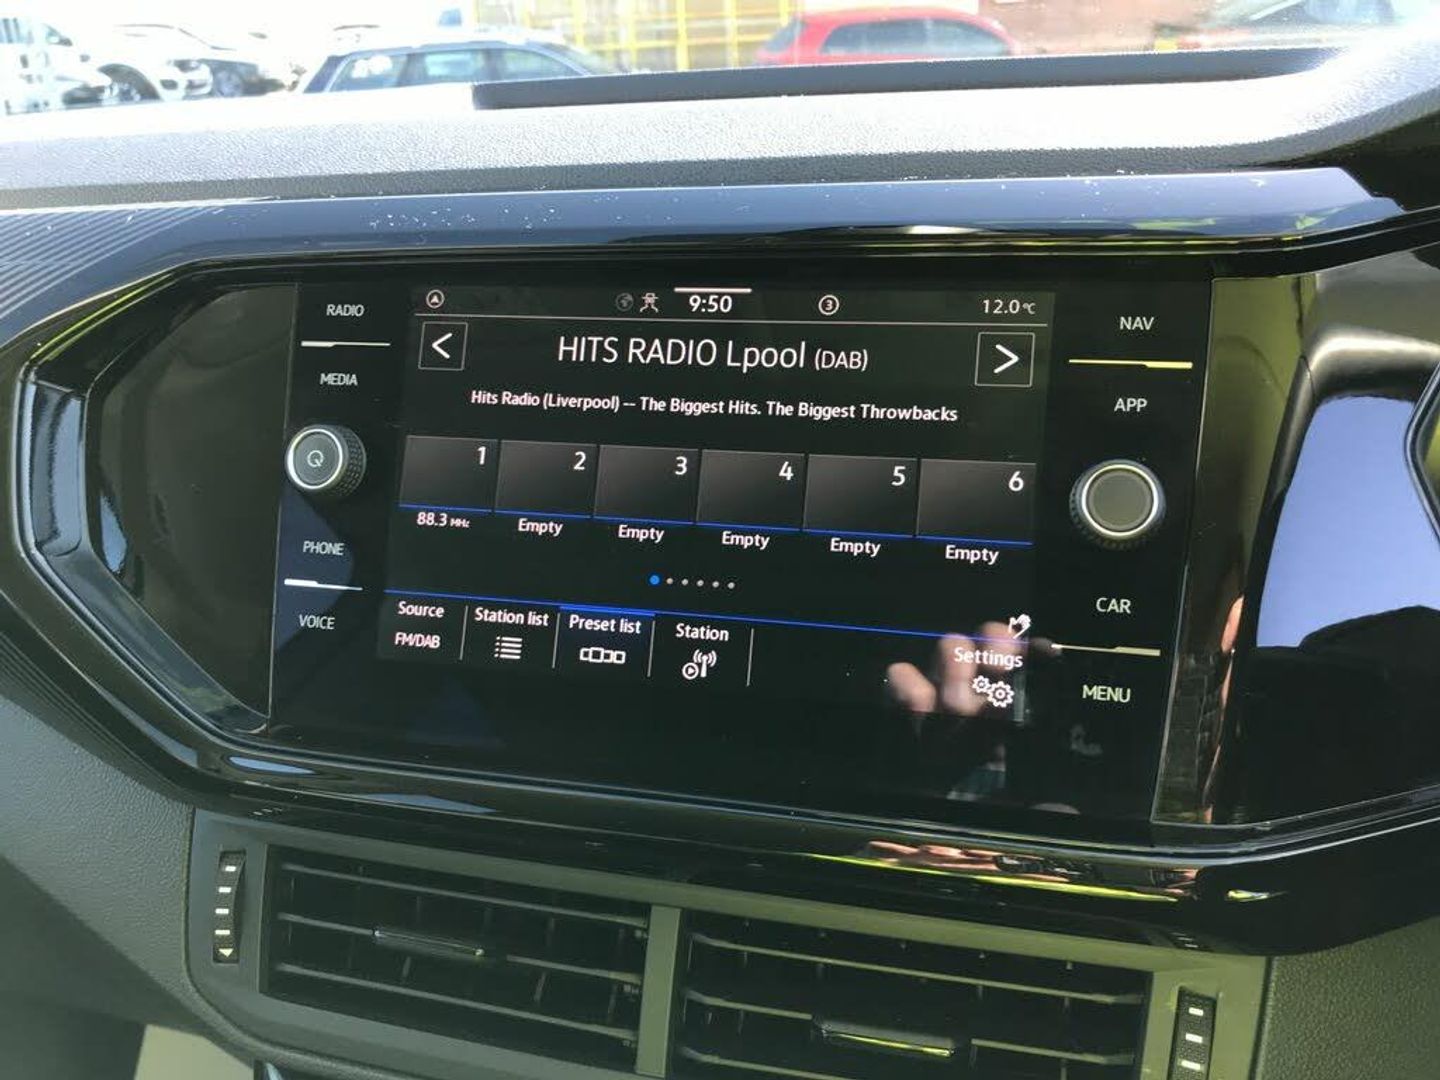 RADIO
MEDIA
PHONE
VOICE
9:50
3
12.0°C
HITS RADIO Lpool (DAB)
Hits Radio (Liverpool) -- The Biggest Hits. The Biggest Throwbacks
1 2 3 4 5 6
88.3 MHz Empty Empty Empty Empty Empty
Source Station list Preset list Station Settings
FM/DAB
NAV
APP
CAR
MENU